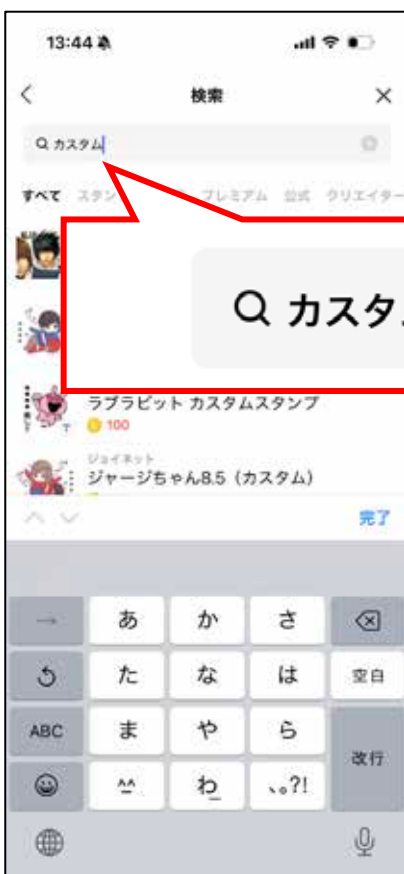 13:44
検索
カスタム
すべて スタン プレミアム 公式 クリエイター
カスタ
ラブラビット カスタムスタンプ
100
ジョイネット
ジャージちゃん8.5（カスタム）
完了
→ あ か さ
た な は 空白
ABC ま や ら
改行
^^ わ_ 、。?!